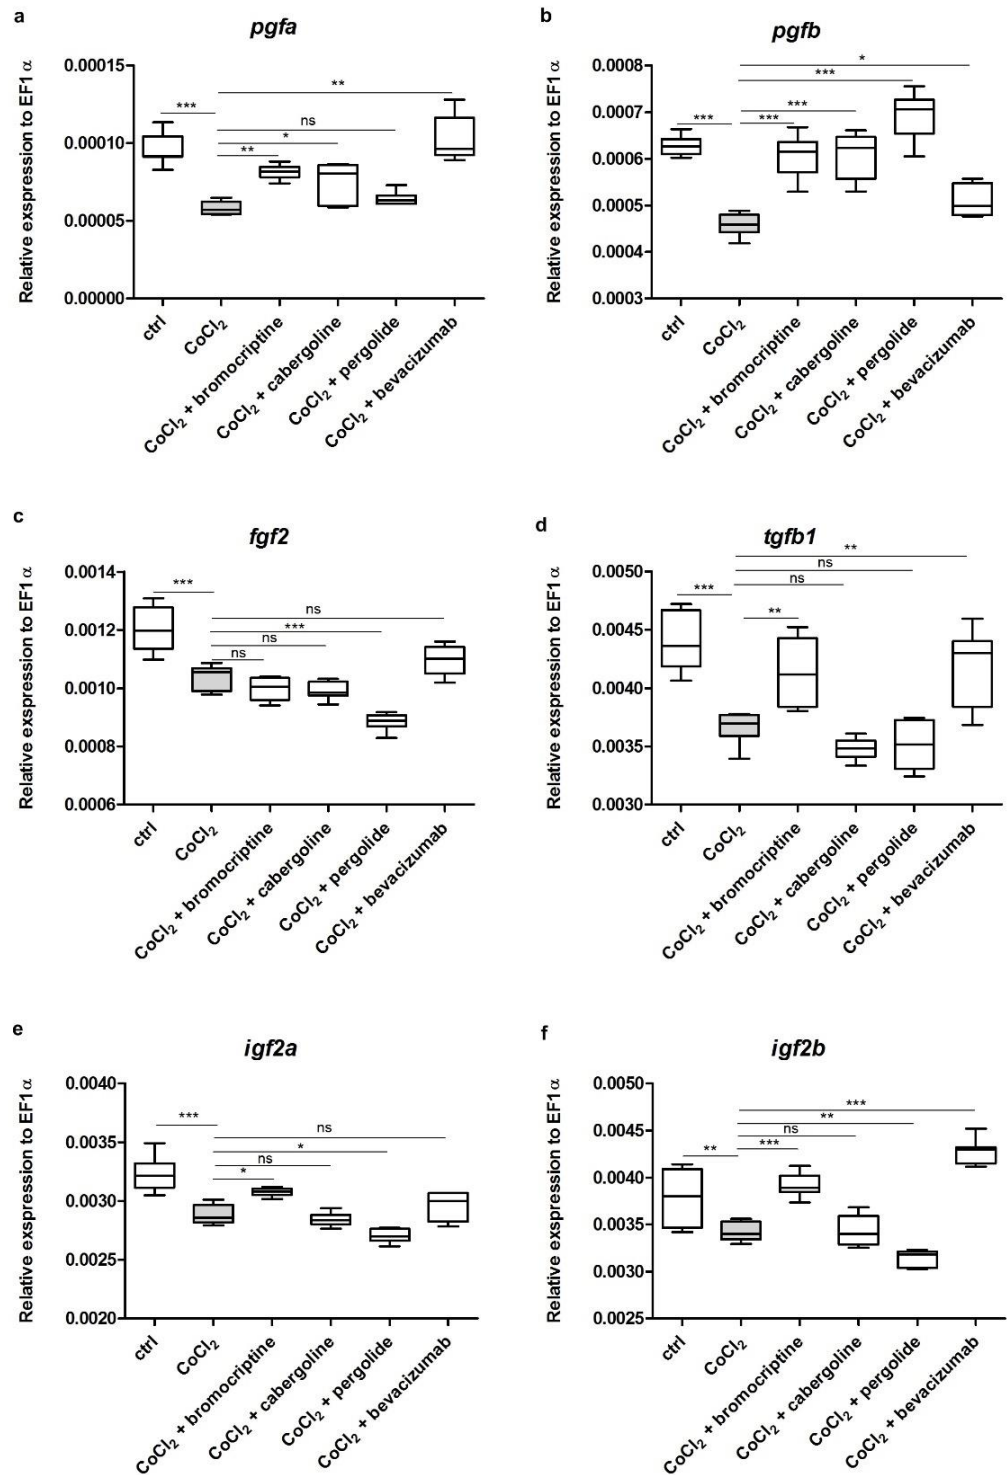 a
pgfa
Relative exspression to EF1α
0.00015
0.00010
0.00005
0.00000
**
***
ns
*
**
ctrl
CoCl₂
CoCl₂ + bromocriptine
CoCl₂ + cabergoline
CoCl₂ + pergolide
CoCl₂ + bevacizumab
b
pgfb
Relative exspression to EF1α
0.0008
0.0007
0.0006
0.0005
0.0004
0.0003
*
***
***
***
***
ctrl
CoCl₂
CoCl₂ + bromocriptine
CoCl₂ + cabergoline
CoCl₂ + pergolide
CoCl₂ + bevacizumab
c
fgf2
Relative exspression to EF1α
0.0014
0.0012
0.0010
0.0008
0.0006
***
ns
***
ns
ns
ctrl
CoCl₂
CoCl₂ + bromocriptine
CoCl₂ + cabergoline
CoCl₂ + pergolide
CoCl₂ + bevacizumab
d
tgfb1
Relative exspression to EF1α
0.0050
0.0045
0.0040
0.0035
0.0030
**
ns
ns
***
**
ctrl
CoCl₂
CoCl₂ + bromocriptine
CoCl₂ + cabergoline
CoCl₂ + pergolide
CoCl₂ + bevacizumab
e
igf2a
Relative exspression to EF1α
0.0040
0.0035
0.0030
0.0025
0.0020
***
ns
*
ns
*
ctrl
CoCl₂
CoCl₂ + bromocriptine
CoCl₂ + cabergoline
CoCl₂ + pergolide
CoCl₂ + bevacizumab
f
igf2b
Relative exspression to EF1α
0.0050
0.0045
0.0040
0.0035
0.0030
0.0025
***
**
ns
**
***
ctrl
CoCl₂
CoCl₂ + bromocriptine
CoCl₂ + cabergoline
CoCl₂ + pergolide
CoCl₂ + bevacizumab